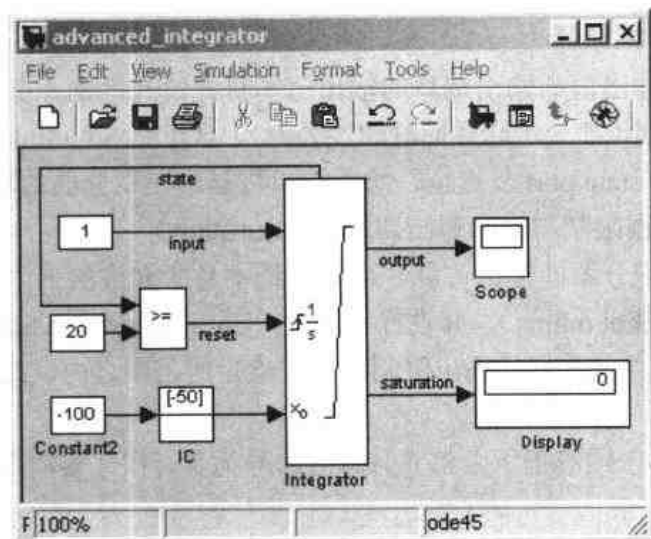 advanced_integrator
File Edit View Simulation Format Tools Help
state
1
input
output
Scope
>=
20
reset
1
s
saturation
0
Display
[-50]
-100
x₀
Constant2
IC
Integrator
F 100%
ode45